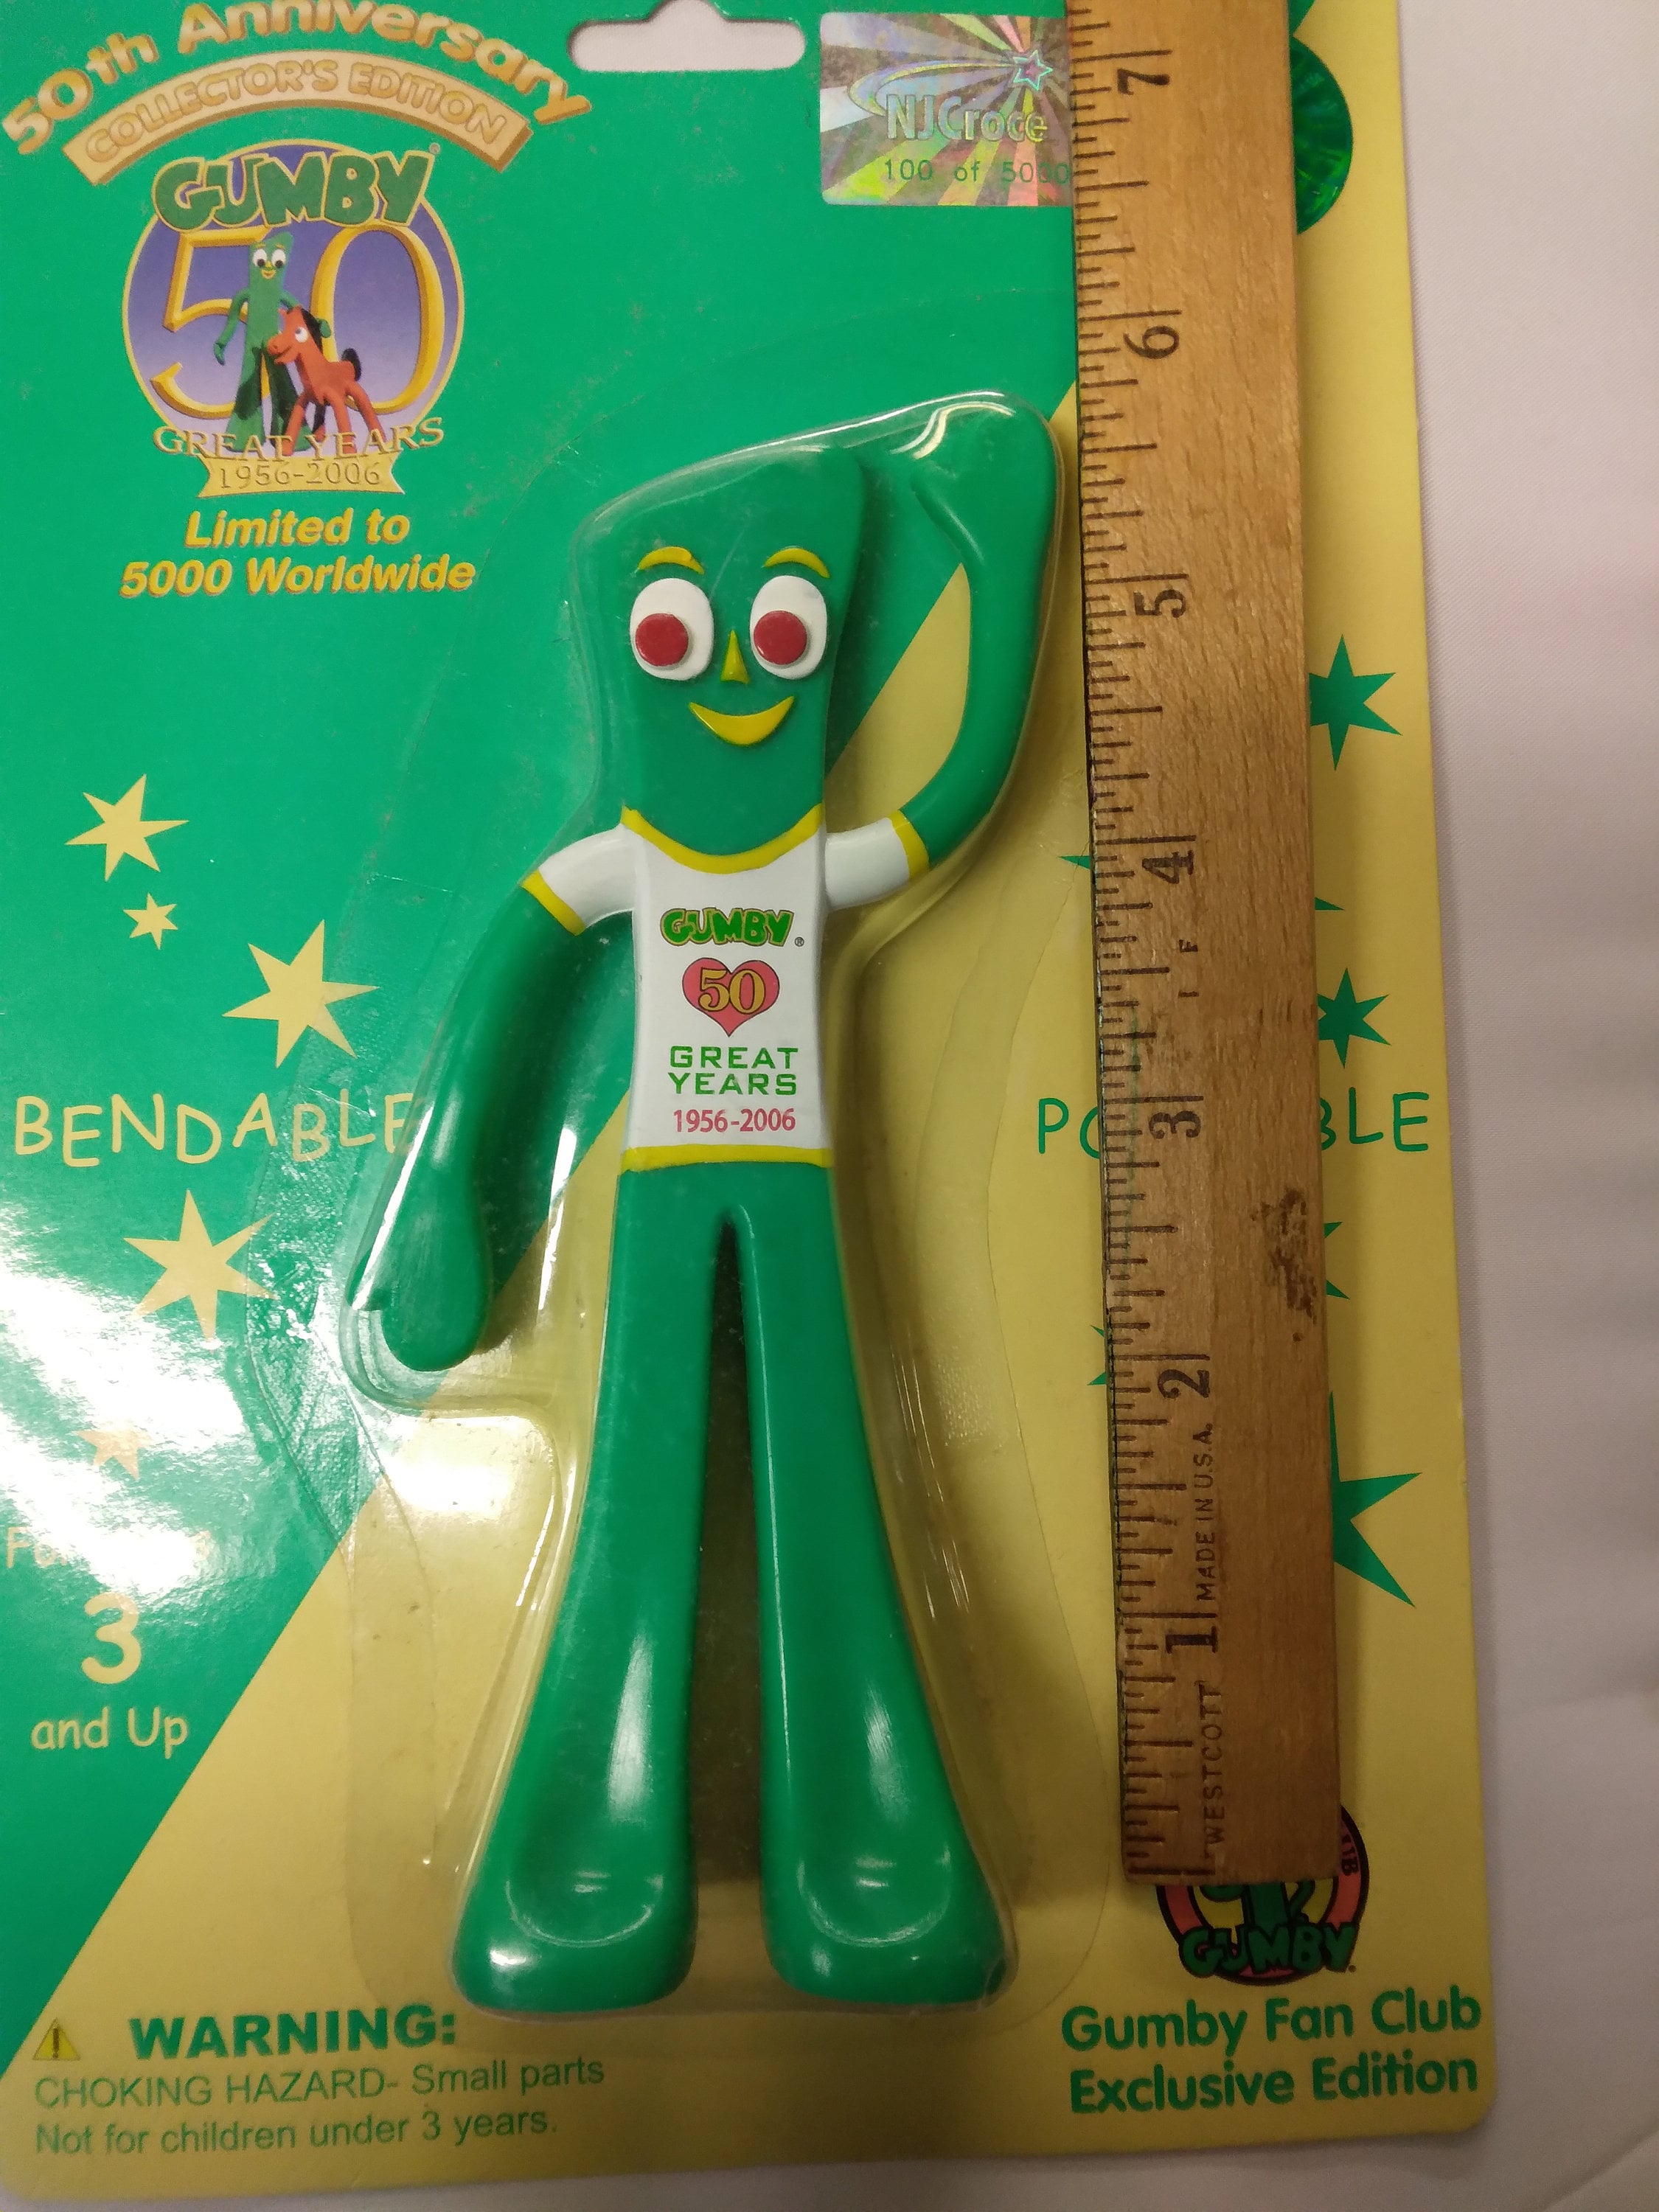 50th Anniversary
COLLECTOR'S EDITION
GUMBY®
50
GREAT YEARS
1956-2006
Limited to
5000 Worldwide
NJCroce
100 of 5000
7
6
5
4
3
2
1
MADE IN U.S.A.
WESTCOTT
GUMBY®
50
GREAT
YEARS
1956-2006
BENDABLE
3
and Up
WARNING:
CHOKING HAZARD- Small parts
Not for children under 3 years.
GUMBY
Gumby Fan Club
Exclusive Edition